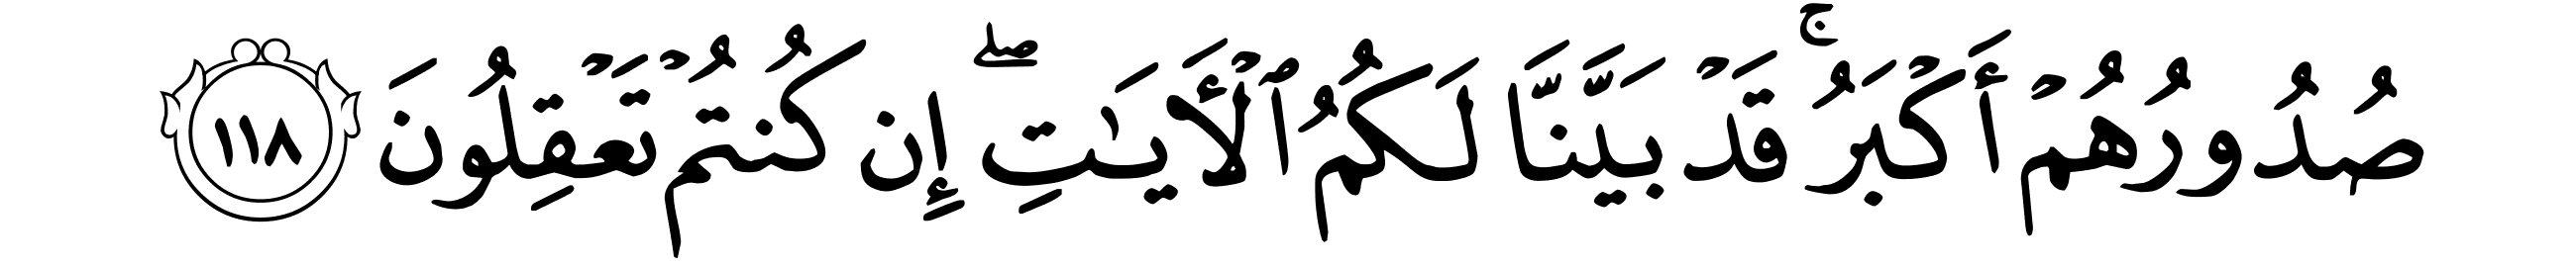 صُدُورُهُمْ أَكْبَرُ ۚ قَدْ بَيَّنَّا لَكُمُ ٱلْأَيَـٰتِ ۖ إِن كُنتُمْ تَعْقِلُونَ ١١٨